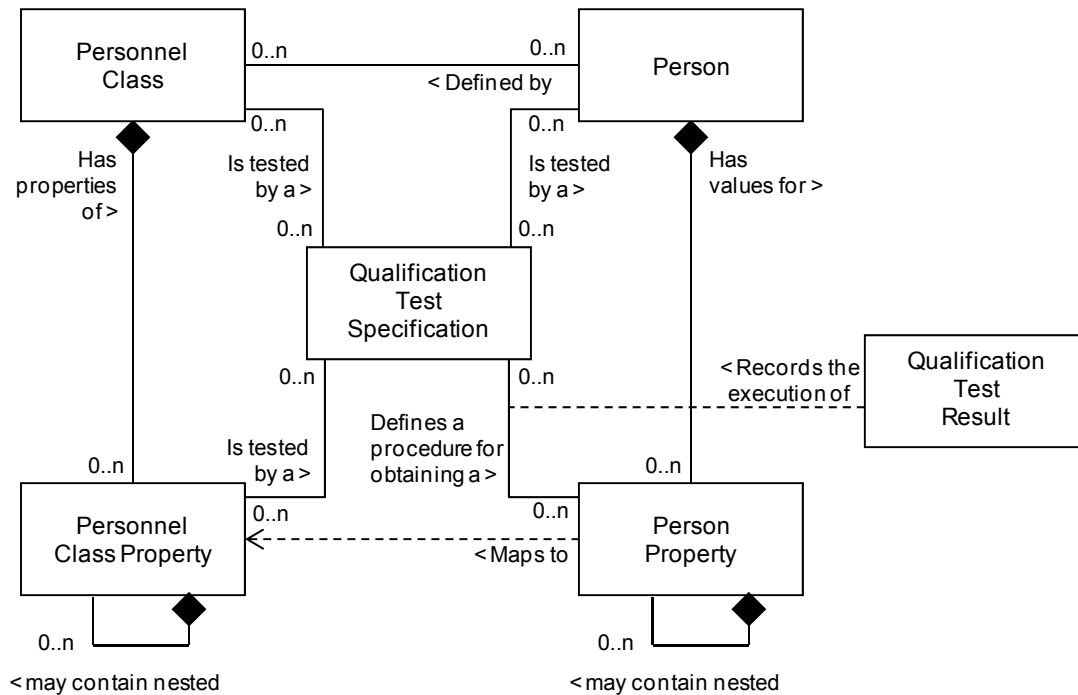 Personnel
Class
0..n
0..n
< Defined by
Person
0..n
0..n
Has
properties
of >
Is tested
by a >
Is tested
by a >
Has
values for >
0..n
0..n
Qualification
Test
Specification
0..n
0..n
< Records the
execution of
Qualification
Test
Result
Defines a
procedure for
obtaining a >
Is tested
by a >
0..n
0..n
0..n
0..n
Personnel
Class Property
< Maps to
Person
Property
0..n
0..n
< may contain nested
< may contain nested